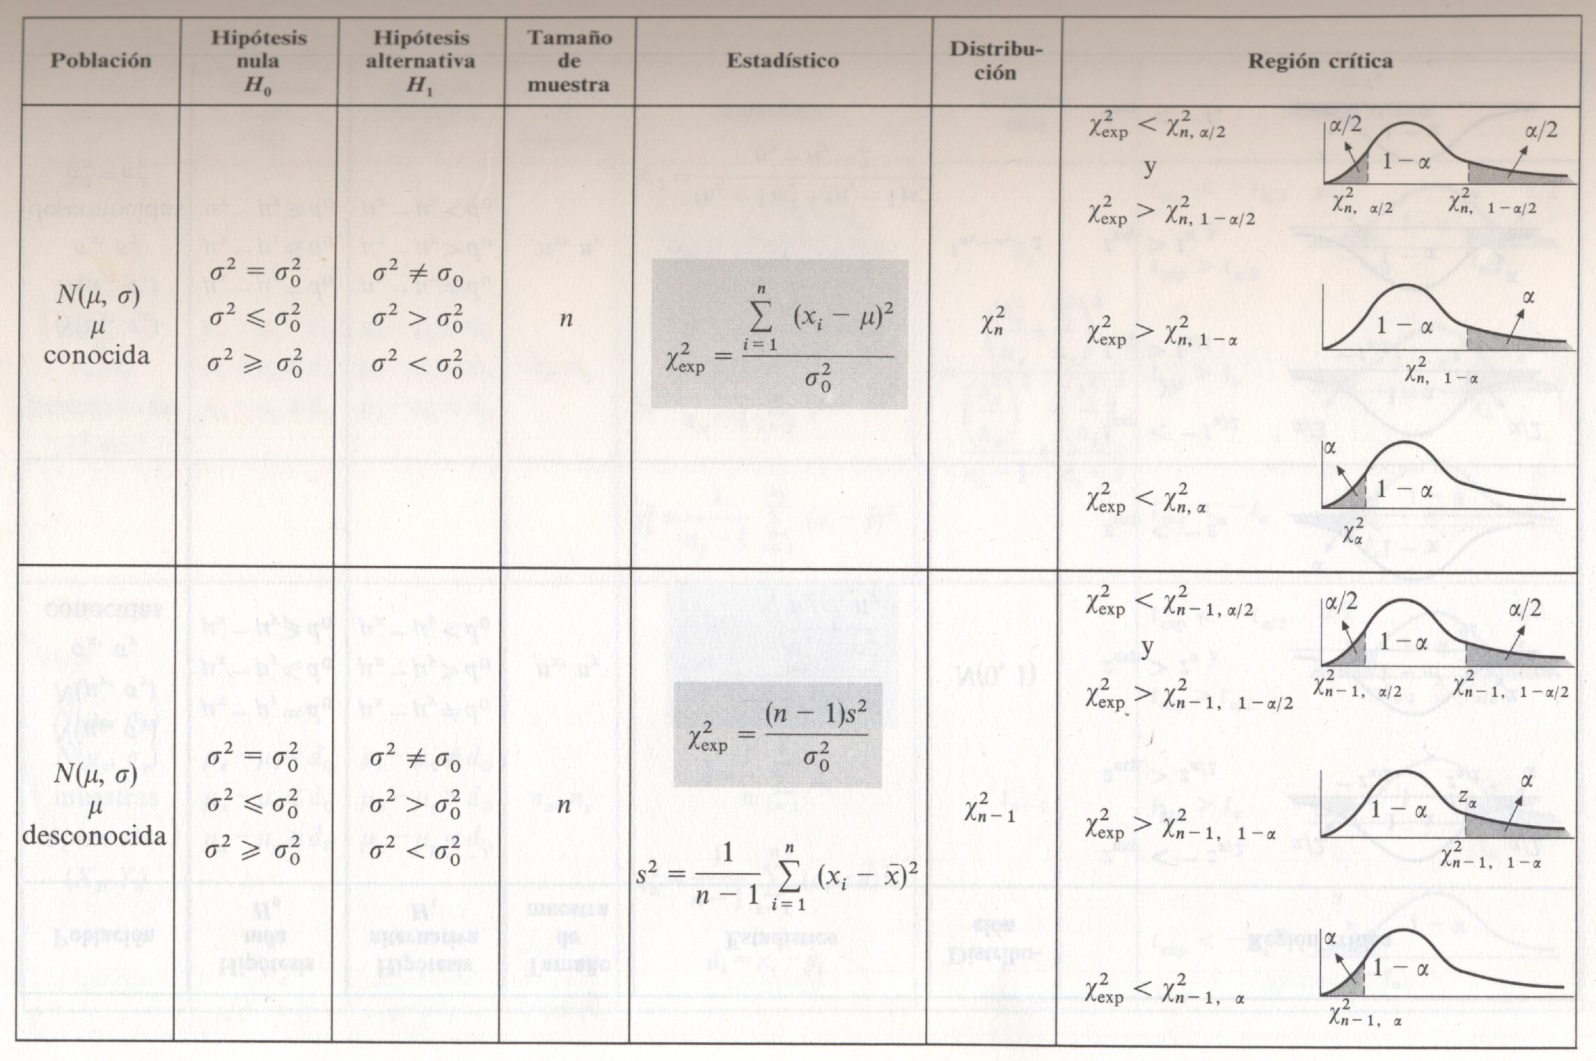 Población
Hipótesis
nula
H₀
Hipótesis
alternativa
H₁
Tamaño
de
muestra
Estadístico
Distribu-
ción
Región crítica
N(μ, σ)
μ
conocida
σ² = σ₀²
σ² ⩽ σ₀²
σ² ⩾ σ₀²
σ² ≠ σ₀
σ² > σ₀²
σ² < σ₀²
n
χ²exp = ∑ᵢ₌₁ⁿ (xᵢ − μ)² / σ₀²
χ²n
χ²exp < χ²n, α/2
y
χ²exp > χ²n, 1−α/2
α/2
1 − α
α/2
χ²n, α/2
χ²n, 1−α/2
χ²exp > χ²n, 1−α
1 − α
α
χ²n, 1−α
χ²exp < χ²n, α
α
1 − α
χ²α
N(μ, σ)
μ
desconocida
σ² = σ₀²
σ² ⩽ σ₀²
σ² ⩾ σ₀²
σ² ≠ σ₀
σ² > σ₀²
σ² < σ₀²
n
χ²exp = (n − 1)s² / σ₀²
s² = 1/(n − 1) ∑ᵢ₌₁ⁿ (xᵢ − x̄)²
χ²n−1
χ²exp < χ²n−1, α/2
y
χ²exp > χ²n−1, 1−α/2
α/2
1 − α
α/2
χ²n−1, α/2
χ²n−1, 1−α/2
χ²exp > χ²n−1, 1−α
1 − α
zα
α
χ²n−1, 1−α
χ²exp < χ²n−1, α
α
1 − α
χ²n−1, α